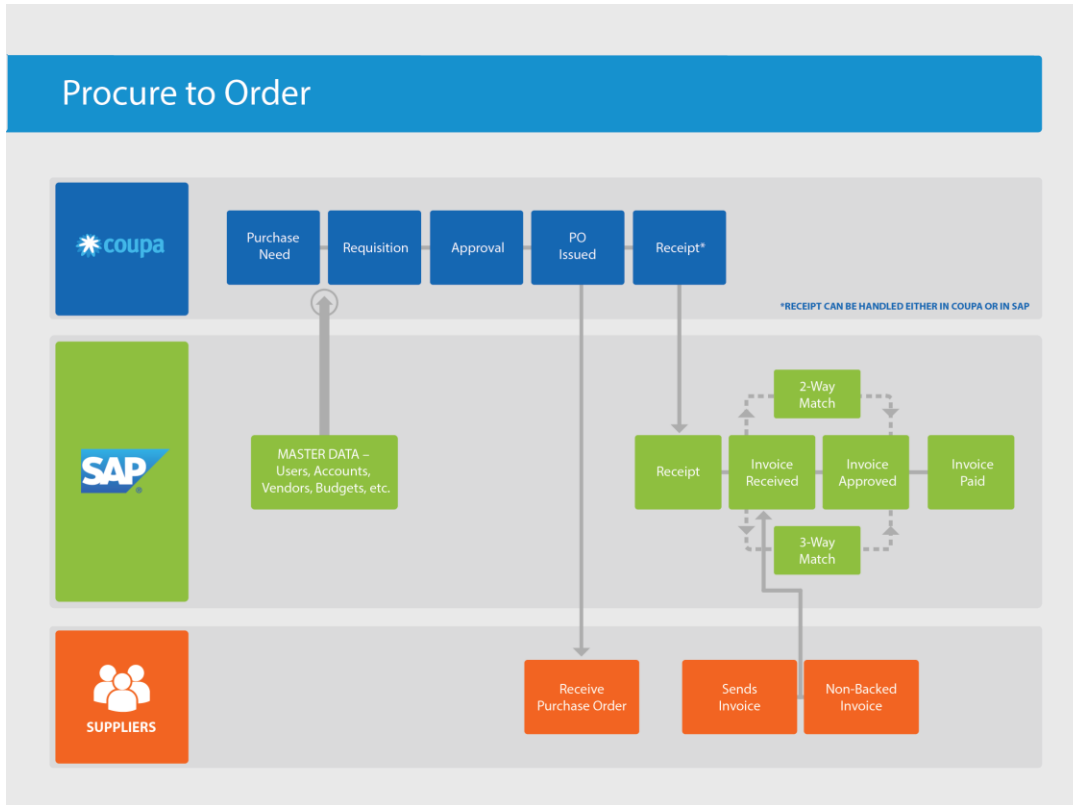 Procure to Order
coupa
Purchase
Need
Requisition
Approval
PO
Issued
Receipt*
*RECEIPT CAN BE HANDLED EITHER IN COUPA OR IN SAP
SAP
MASTER DATA –
Users, Accounts,
Vendors, Budgets, etc.
2-Way
Match
Receipt
Invoice
Received
Invoice
Approved
Invoice
Paid
3-Way
Match
SUPPLIERS
Receive
Purchase Order
Sends
Invoice
Non-Backed
Invoice